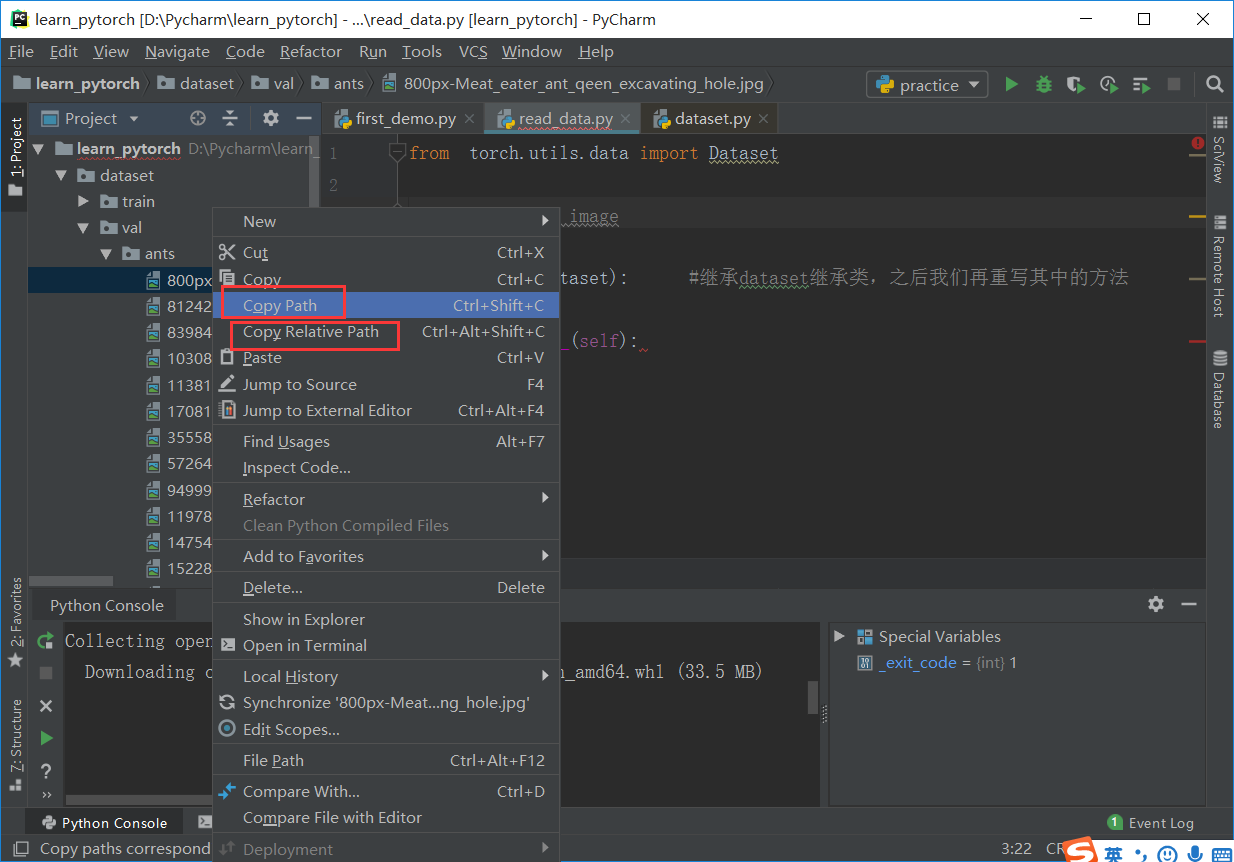 learn_pytorch [D:\Pycharm\learn_pytorch] - ...\read_data.py [learn_pytorch] - PyCharm
File Edit View Navigate Code Refactor Run Tools VCS Window Help
learn_pytorch dataset val ants 800px-Meat_eater_ant_qeen_excavating_hole.jpg practice
Project first_demo.py read_data.py dataset.py
1: Project
learn_pytorch D:\Pycharm\learn_
dataset
train
val
ants
800px
81242
83984
10308
11381
17081
35558
57264
94999
11978
14754
15228
1 from torch.utils.data import Dataset
2
_image
taset): #继承dataset继承类，之后我们再重写其中的方法
_(self):
New
Cut Ctrl+X
Copy Ctrl+C
Copy Path Ctrl+Shift+C
Copy Relative Path Ctrl+Alt+Shift+C
Paste Ctrl+V
Jump to Source F4
Jump to External Editor Ctrl+Alt+F4
Find Usages Alt+F7
Inspect Code...
Refactor
Clean Python Compiled Files
Add to Favorites
Delete... Delete
Show in Explorer
Open in Terminal
Local History
Synchronize '800px-Meat...ng_hole.jpg'
Edit Scopes...
File Path Ctrl+Alt+F12
Compare With... Ctrl+D
Compare File with Editor
Deployment
SciView
Remote Host
Database
2: Favorites
7: Structure
Python Console
Collecting open
Downloading n_amd64.whl (33.5 MB)
Special Variables
_exit_code = {int} 1
?
»
Python Console
1 Event Log
Copy paths correspond
3:22 CR
S 英